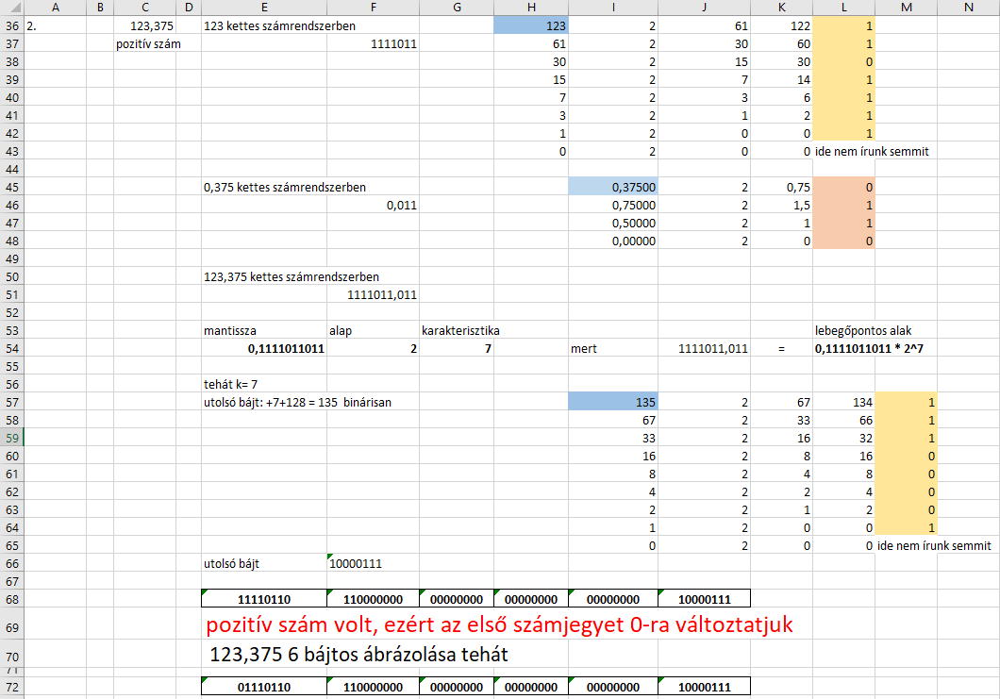 A B C D E F G H I J K L M N
36 2. 123,375 123 kettes számrendszerben 123 2 61 122 1
37 pozitív szám 1111011 61 2 30 60 1
38 30 2 15 30 0
39 15 2 7 14 1
40 7 2 3 6 1
41 3 2 1 2 1
42 1 2 0 0 1
43 0 2 0 0 ide nem írunk semmit
44
45 0,375 kettes számrendszerben 0,37500 2 0,75 0
46 0,011 0,75000 2 1,5 1
47 0,50000 2 1 1
48 0,00000 2 0 0
49
50 123,375 kettes számrendszerben
51 1111011,011
52
53 mantissza alap karakterisztika lebegőpontos alak
54 0,1111011011 2 7 mert 1111011,011 = 0,1111011011 * 2^7
55
56 tehát k= 7
57 utolsó bájt: +7+128 = 135 binárisan 135 2 67 134 1
58 67 2 33 66 1
59 33 2 16 32 1
60 16 2 8 16 0
61 8 2 4 8 0
62 4 2 2 4 0
63 2 2 1 2 0
64 1 2 0 0 1
65 0 2 0 0 ide nem írunk semmit
66 utolsó bájt 10000111
67
68 11110110 110000000 00000000 00000000 00000000 10000111
69 pozitív szám volt, ezért az első számjegyet 0-ra változtatjuk
70 123,375 6 bájtos ábrázolása tehát
71
72 01110110 110000000 00000000 00000000 00000000 10000111